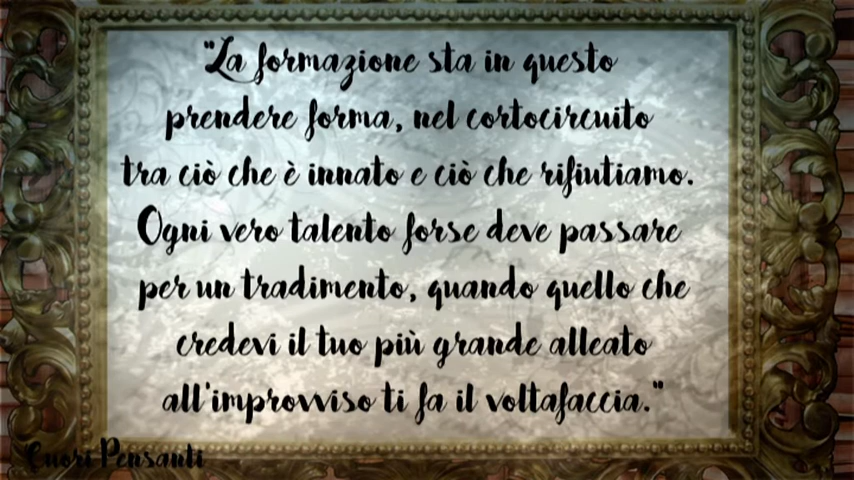 "La formazione sta in questo
prendere forma, nel cortocircuito
tra ciò che è innato e ciò che rifiutiamo.
Ogni vero talento forse deve passare
per un tradimento, quando quello che
credevi il tuo più grande alleato
all'improvviso ti fa il voltafaccia."
Cuori Pensanti